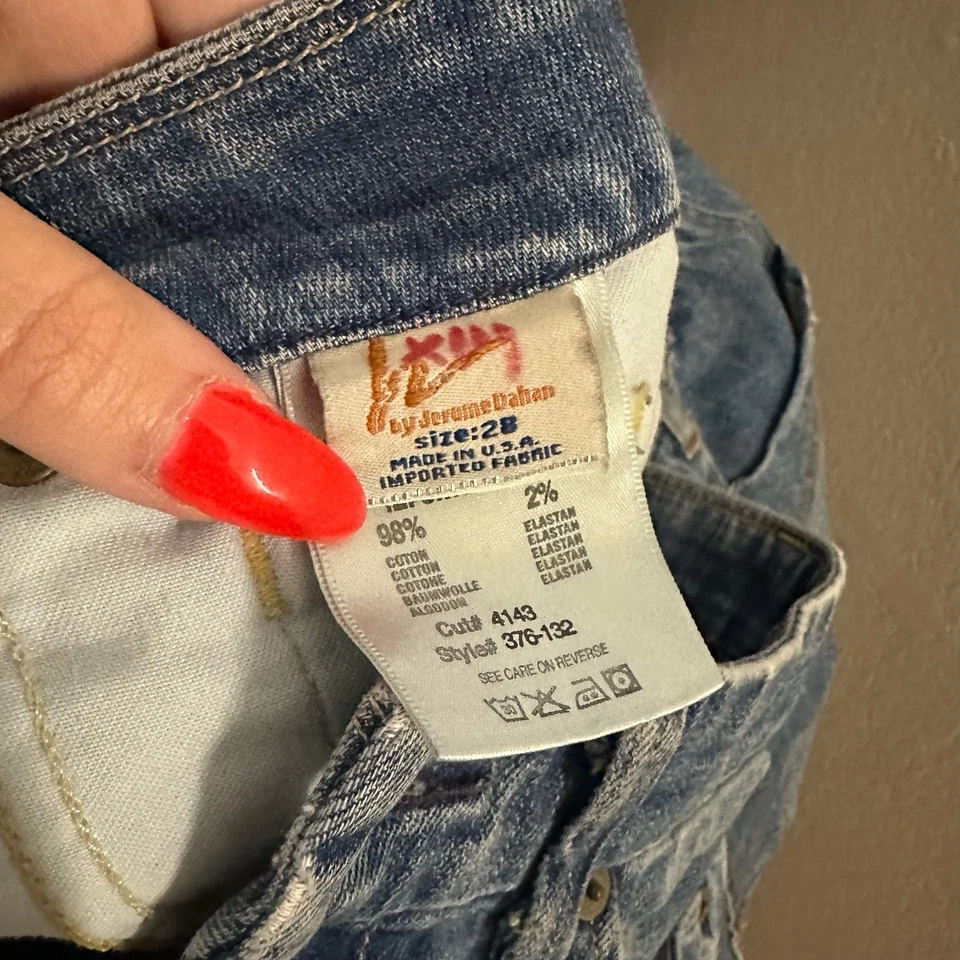 by Jerome Dahan
size:28
MADE IN U.S.A.
IMPORTED FABRIC
98%
COTON
COTTON
COTONE
BAUMWOLLE
ALGODON
2%
ELASTAN
ELASTAN
ELASTAN
ELASTAN
Cut# 4143
Style# 376-132
SEE CARE ON REVERSE
30